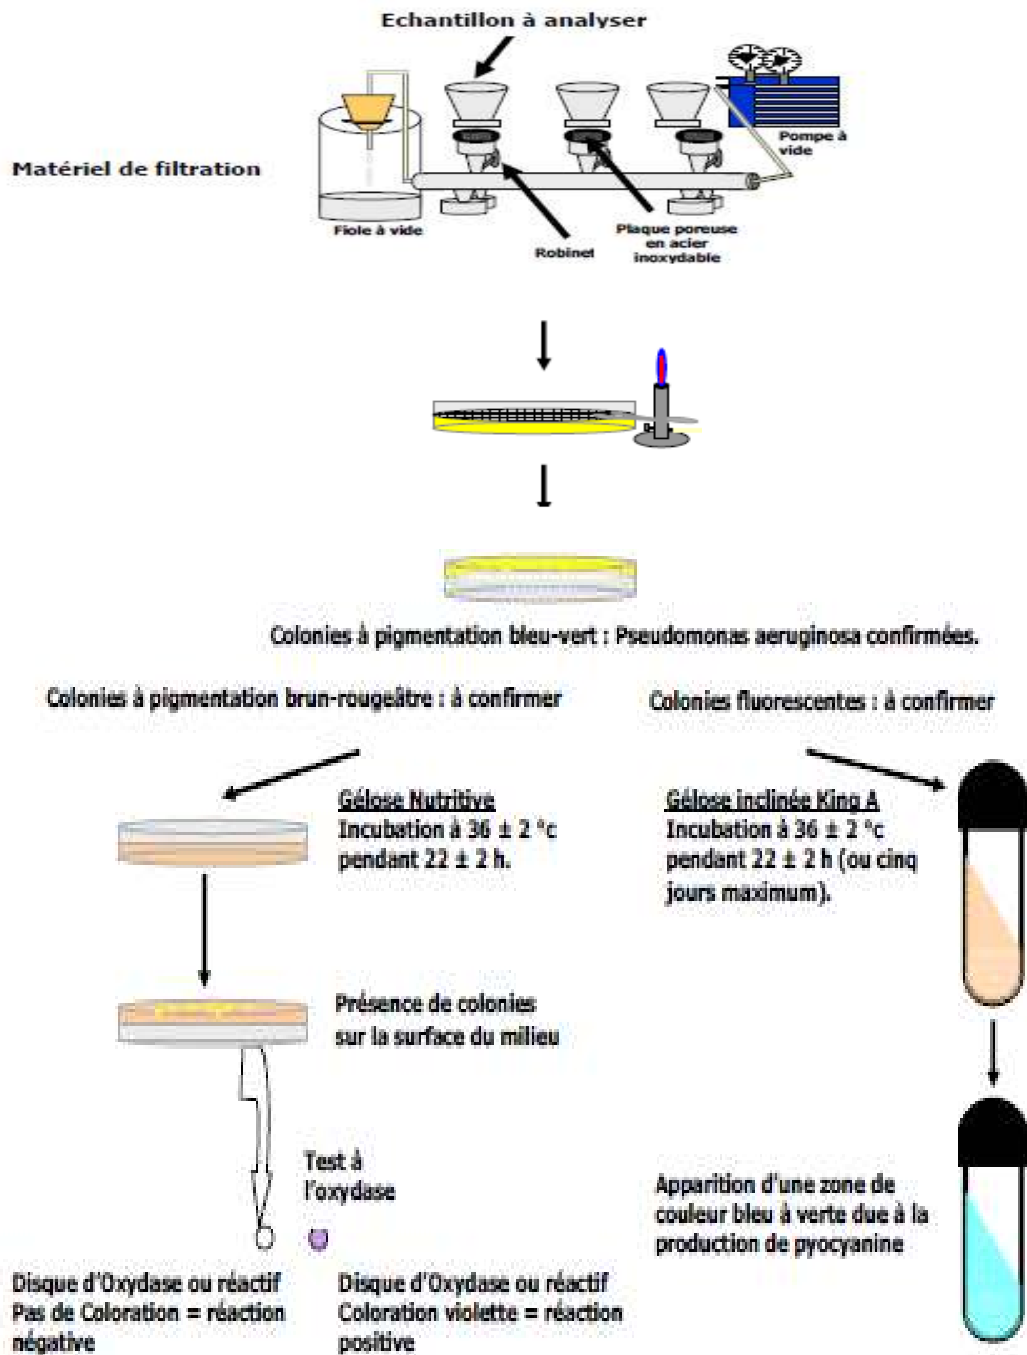 Echantillon à analyser
Pompe à
vide
Matériel de filtration
Fiole à vide
Robinet
Plaque poreuse
en acier
inoxydable
Colonies à pigmentation bleu-vert : Pseudomonas aeruginosa confirmées.
Colonies à pigmentation brun-rougeâtre : à confirmer
Colonies fluorescentes : à confirmer
Gélose Nutritive
Incubation à 36 ± 2 °c
pendant 22 ± 2 h.
Gélose inclinée King A
Incubation à 36 ± 2 °c
pendant 22 ± 2 h (ou cinq
jours maximum).
Présence de colonies
sur la surface du milieu
Test à
l'oxydase
Apparition d'une zone de
couleur bleu à verte due à la
production de pyocyanine
Disque d'Oxydase ou réactif
Pas de Coloration = réaction
négative
Disque d'Oxydase ou réactif
Coloration violette = réaction
positive